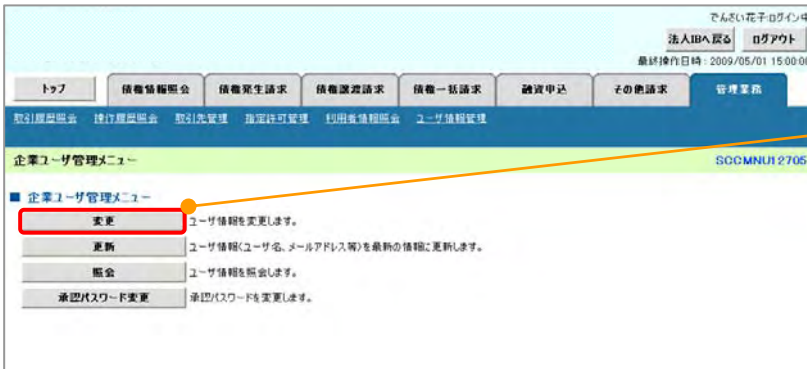 でんさい花子:ログイン中
法人IBへ戻る ログアウト
最終操作日時：2009/05/01 15:00:00
トップ 債権情報照会 債権発生請求 債権譲渡請求 債権一括請求 融資申込 その他請求 管理業務
取引履歴照会 操作履歴照会 取引先管理 指定許可管理 利用者情報照会 ユーザ情報管理
企業ユーザ管理メニュー SCCMNU12705
■ 企業ユーザ管理メニュー
変更 ユーザ情報を変更します。
更新 ユーザ情報(ユーザ名、メールアドレス等)を最新の情報に更新します。
照会 ユーザ情報を照会します。
承認パスワード変更 承認パスワードを変更します。